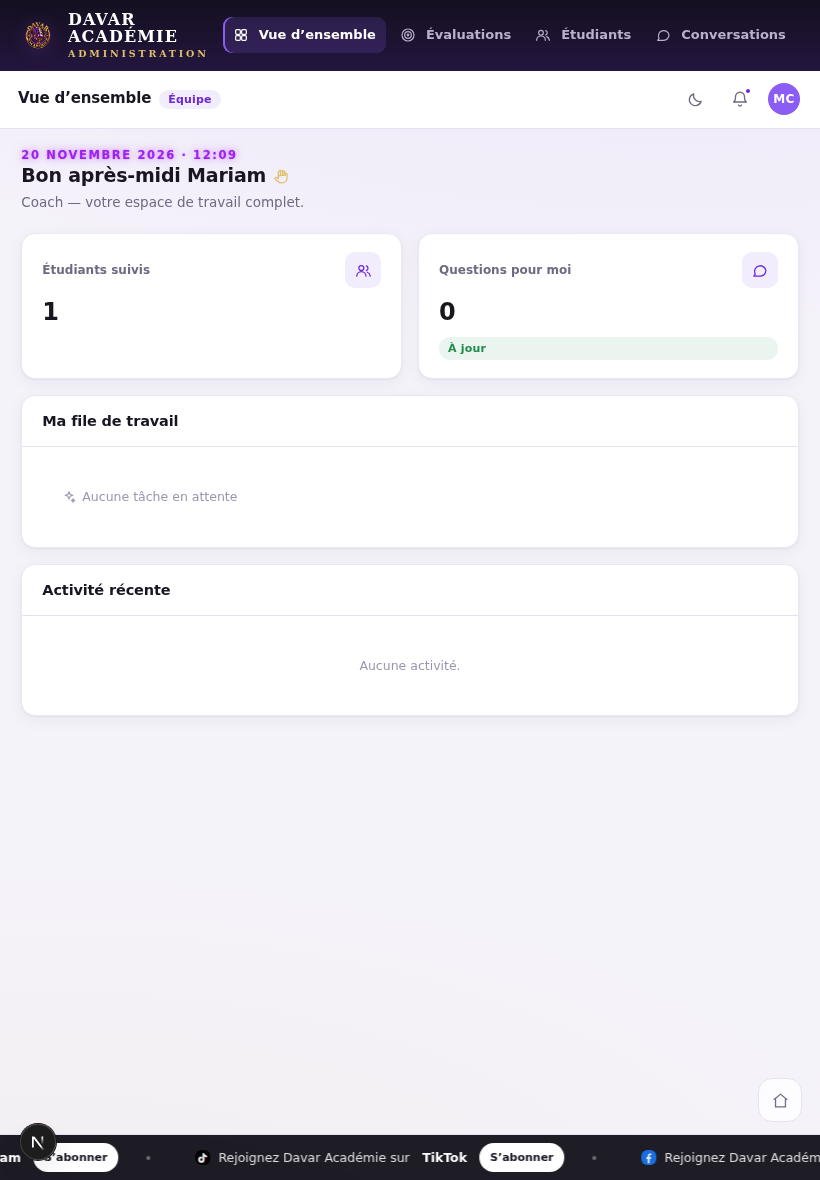 DAVAR
ACADÉMIE
ADMINISTRATION
Vue d’ensemble
Évaluations
Étudiants
Conversations
Vue d’ensemble
Équipe
MC
20 NOVEMBRE 2026 · 12:09
Bon après-midi Mariam
Coach — votre espace de travail complet.
Étudiants suivis
1
Questions pour moi
0
À jour
Ma file de travail
Aucune tâche en attente
Activité récente
Aucune activité.
am S’abonner • Rejoignez Davar Académie sur TikTok S’abonner • Rejoignez Davar Académ
N